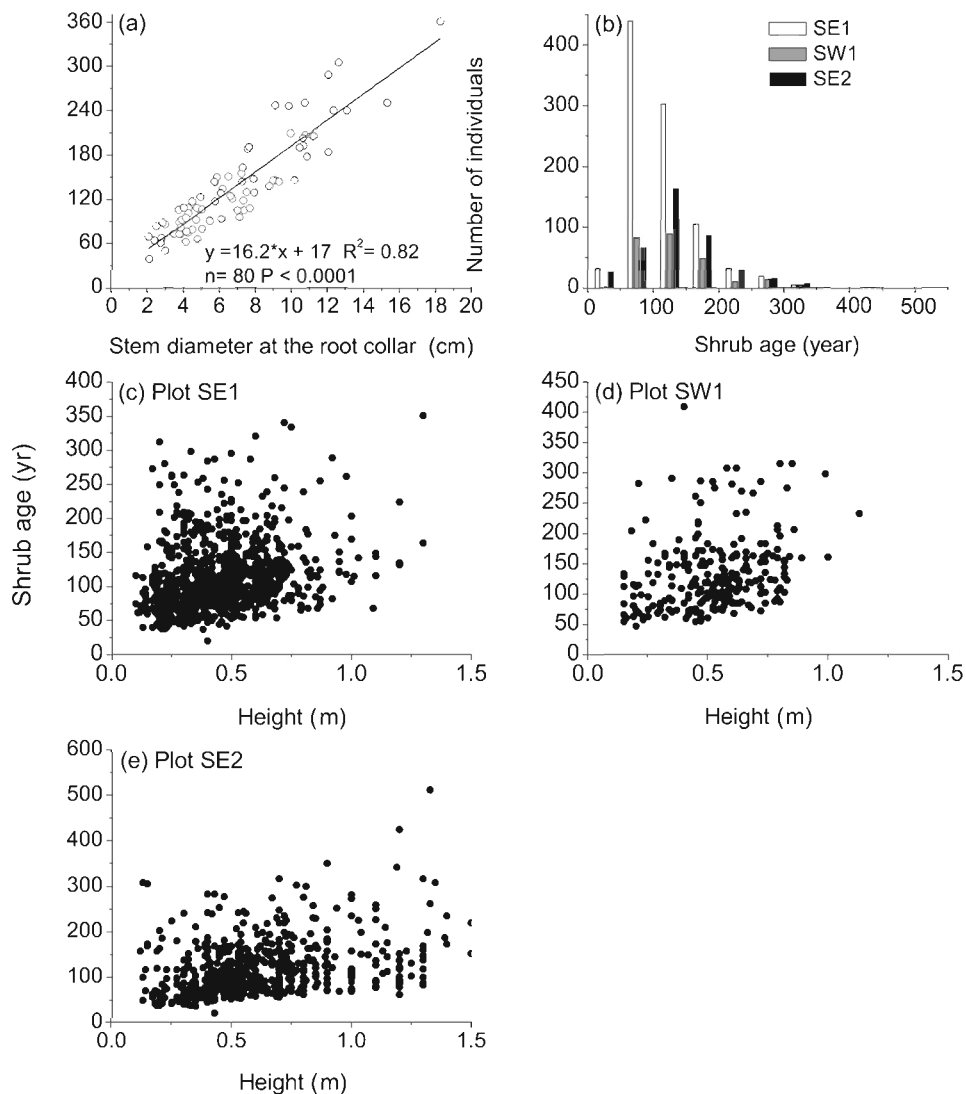 (a)
360
300
240
180
120
60
0
0 2 4 6 8 10 12 14 16 18 20
y =16.2*x + 17 R²= 0.82
n= 80 P < 0.0001
Stem diameter at the root collar (cm)
(b)
SE1
SW1
SE2
Number of individuals
400
300
200
100
0
0 100 200 300 400 500
Shrub age (year)
(c) Plot SE1
Shrub age (yr)
400
350
300
250
200
150
100
50
0
0.0 0.5 1.0 1.5
Height (m)
(d) Plot SW1
450
400
350
300
250
200
150
100
50
0
0.0 0.5 1.0 1.5
Height (m)
(e) Plot SE2
600
500
400
300
200
100
0
0.0 0.5 1.0 1.5
Height (m)